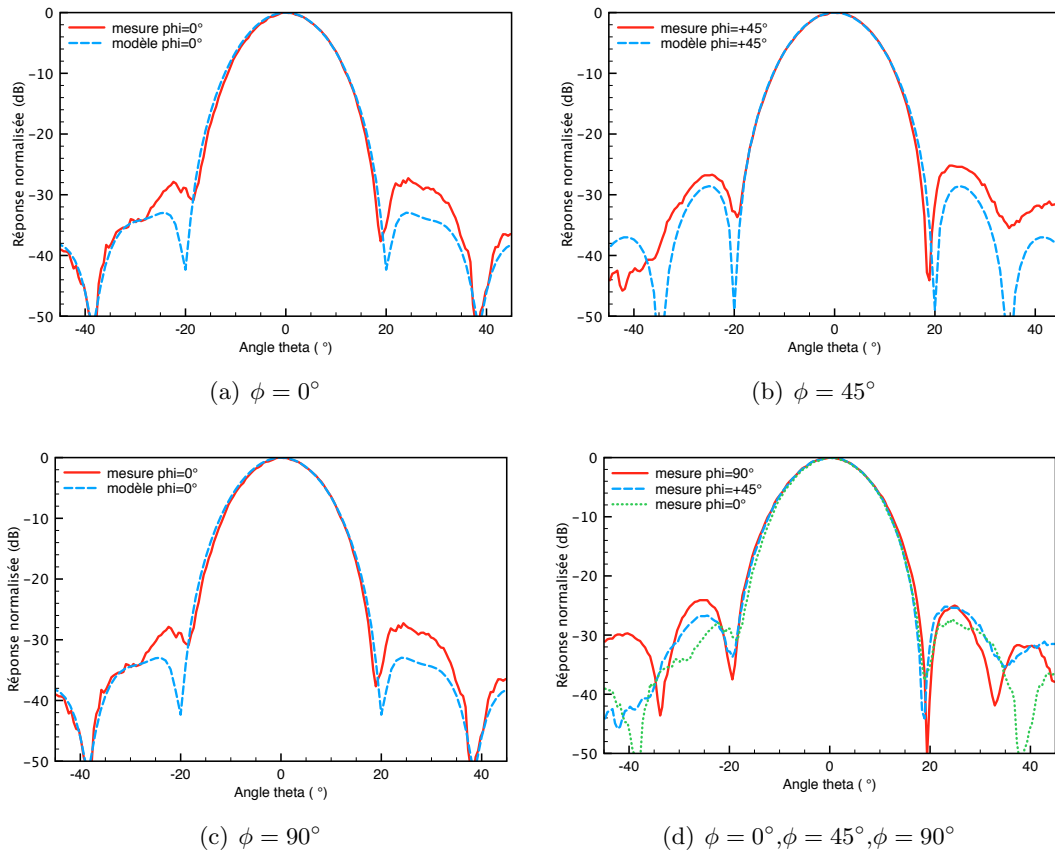 mesure phi=0°
modèle phi=0°
Réponse normalisée (dB)
0
−10
−20
−30
−40
−50
-40
-20
0
20
40
Angle theta ( °)
(a) ϕ = 0°
mesure phi=+45°
modèle phi=+45°
Réponse normalisée (dB)
0
−10
−20
−30
−40
−50
-40
-20
0
20
40
Angle theta ( °)
(b) ϕ = 45°
mesure phi=0°
modèle phi=0°
Réponse normalisée (dB)
0
−10
−20
−30
−40
−50
-40
-20
0
20
40
Angle theta ( °)
(c) ϕ = 90°
mesure phi=90°
mesure phi=+45°
mesure phi=0°
Réponse normalisée (dB)
0
−10
−20
−30
−40
−50
-40
-20
0
20
40
Angle theta ( °)
(d) ϕ = 0°,ϕ = 45°,ϕ = 90°